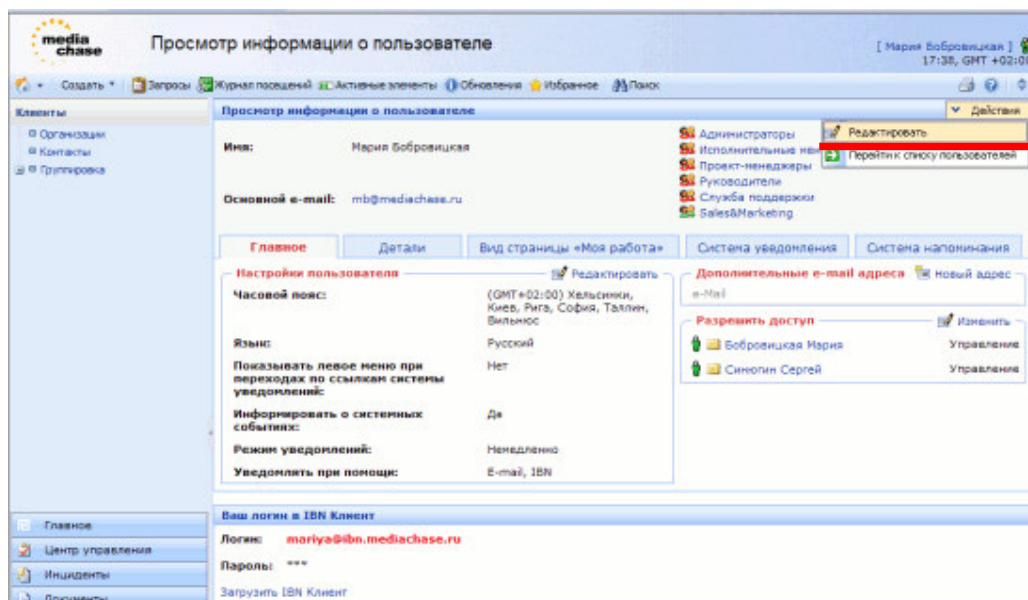 media
chase
Просмотр информации о пользователе
[ Мария Бобровицкая ]
17:38, GMT +02:00
Создать Запросы Журнал посещений Активные элементы Обновления Избранное Поиск
Клиенты
Организации
Контакты
Группировка
Просмотр информации о пользователе
Действия
Редактировать
Перейти к списку пользователей
Имя: Мария Бобровицкая
Основной e-mail: mb@mediachase.ru
Администраторы
Исполнительные
Проект-менеджеры
Руководители
Служба поддержки
Sales&Marketing
Главное Детали Вид страницы «Моя работа» Система уведомления Система напоминания
Настройки пользователя Редактировать
Часовой пояс: (GMT+02:00) Хельсинки,
Киев, Рига, София, Таллин,
Вильнюс
Язык: Русский
Показывать левое меню при Нет
переходах по ссылкам системы
уведомлений:
Информировать о системных Да
событиях:
Режим уведомлений: Немедленно
Уведомлять при помощи: E-mail, IBN
Дополнительные e-mail адреса Новый адрес
e-Mail
Разрешить доступ Изменить
Бобровицкая Мария Управление
Симогин Сергей Управление
Главное
Центр управления
Инциденты
Документы
Ваш логин в IBN Клиент
Логин: mariya@ibn.mediachase.ru
Пароль: ***
Загрузить IBN Клиент